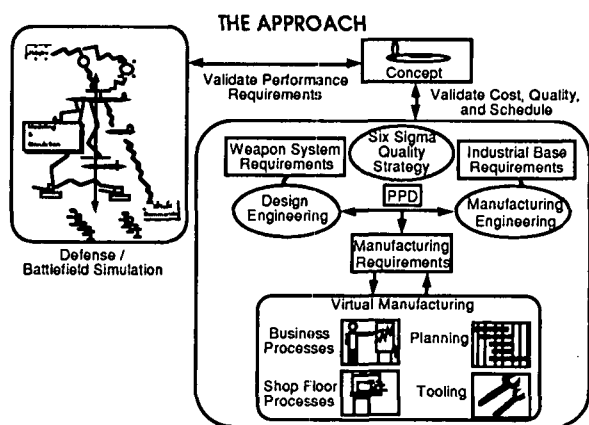 THE APPROACH
Concept
Validate Performance
Requirements
Validate Cost, Quality,
and Schedule
Defense /
Battlefield Simulation
Weapon System
Requirements
Six Sigma
Quality
Strategy
Industrial Base
Requirements
PPD
Design
Engineering
Manufacturing
Engineering
Manufacturing
Requirements
Virtual Manufacturing
Business
Processes
Planning
Shop Floor
Processes
Tooling